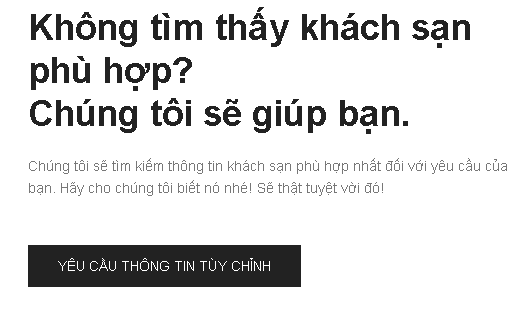 Không tìm thấy khách sạn
phù hợp?
Chúng tôi sẽ giúp bạn.
Chúng tôi sẽ tìm kiếm thông tin khách sạn phù hợp nhất đối với yêu cầu của
bạn. Hãy cho chúng tôi biết nó nhé! Sẽ thật tuyệt vời đó!
YÊU CẦU THÔNG TIN TÙY CHỈNH